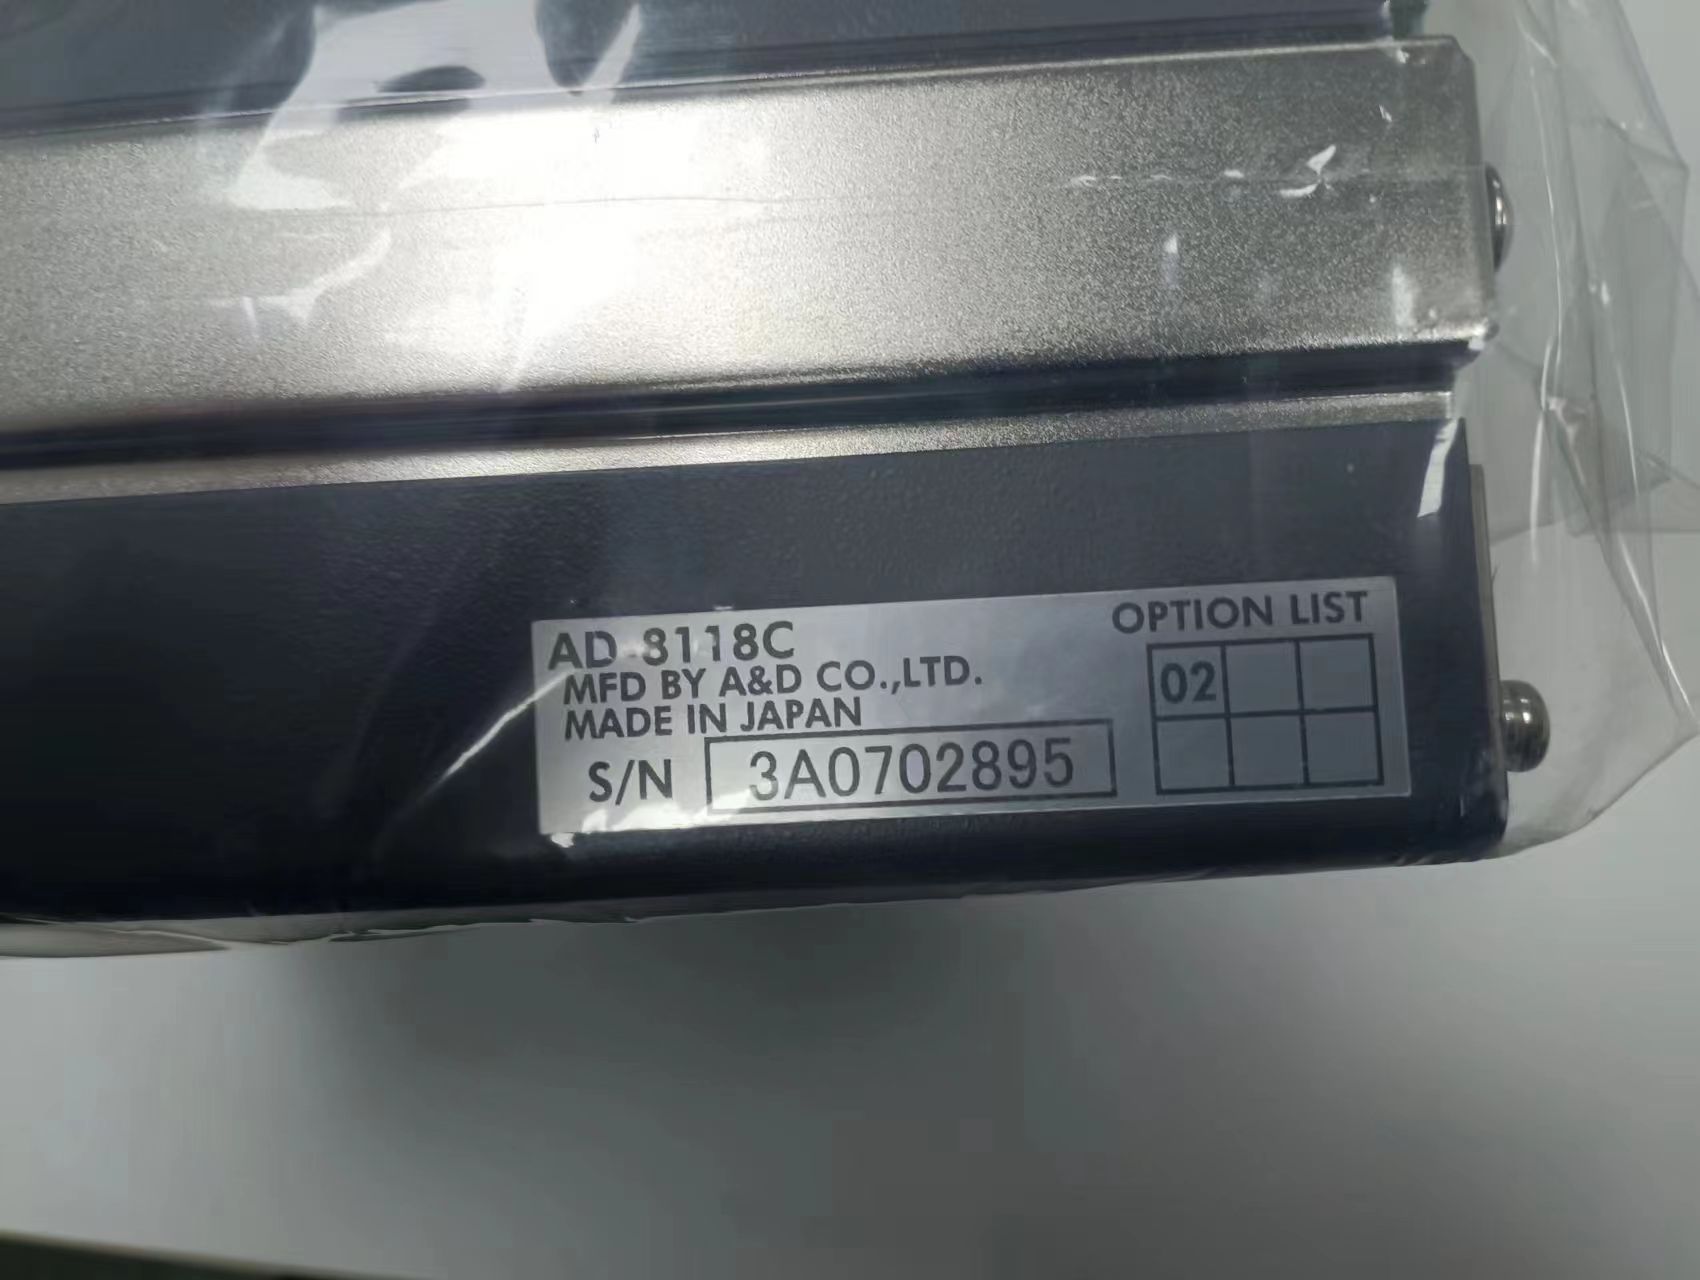 AD-8118C
MFD BY A&D CO.,LTD.
MADE IN JAPAN
S/N 3A0702895
OPTION LIST
02